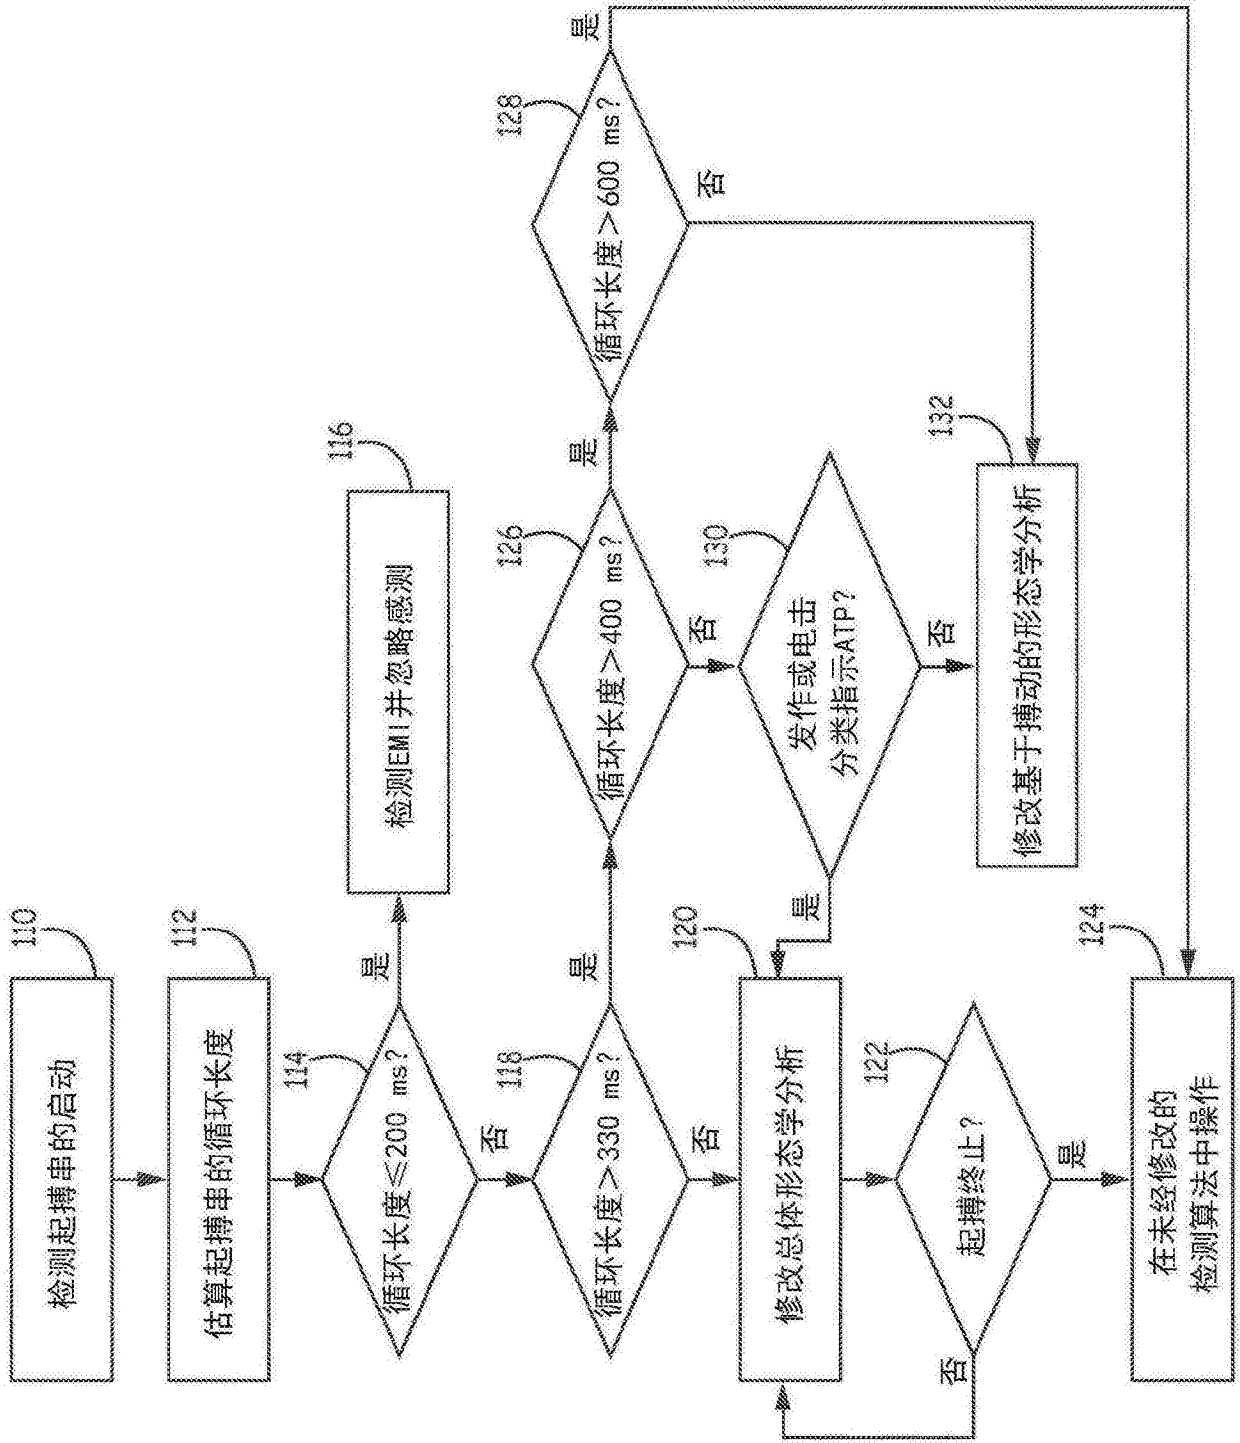 110
检测起搏串的启动
112
估算起搏串的循环长度
114
循环长度≤200 ms?
是
否
116
检测EMI并忽略感测
118
循环长度>330 ms?
是
否
126
循环长度>400 ms?
是
否
128
循环长度>600 ms?
是
否
120
修改总体形态学分析
130
发作或电击
分类指示ATP?
是
否
132
修改基于搏动的形态学分析
122
起搏终止?
否
是
124
在未经修改的
检测算法中操作